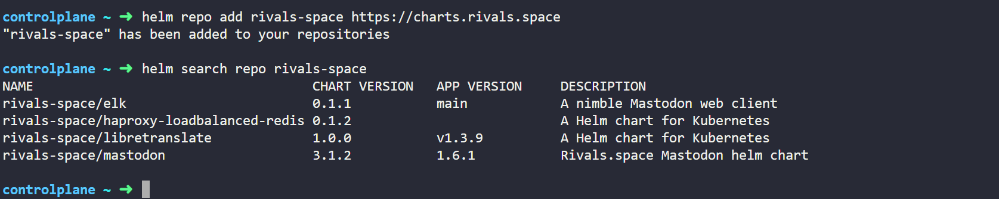 controlplane ~ ➜ helm repo add rivals-space https://charts.rivals.space
"rivals-space" has been added to your repositories
controlplane ~ ➜ helm search repo rivals-space
NAME CHART VERSION APP VERSION DESCRIPTION
rivals-space/elk 0.1.1 main A nimble Mastodon web client
rivals-space/haproxy-loadbalanced-redis 0.1.2 A Helm chart for Kubernetes
rivals-space/libretranslate 1.0.0 v1.3.9 A Helm chart for Kubernetes
rivals-space/mastodon 3.1.2 1.6.1 Rivals.space Mastodon helm chart
controlplane ~ ➜